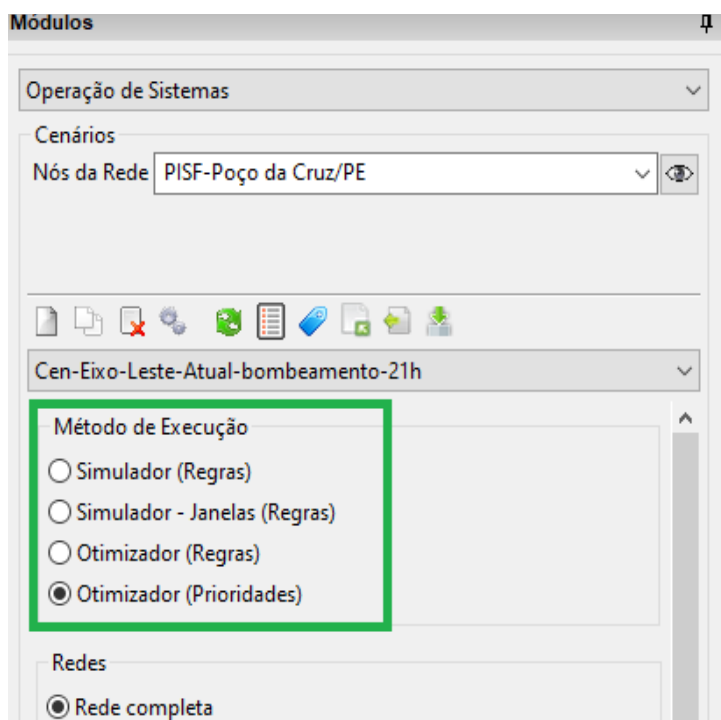 Módulos
Operação de Sistemas
Cenários
Nós da Rede PISF-Poço da Cruz/PE
Cen-Eixo-Leste-Atual-bombeamento-21h
Método de Execução
Simulador (Regras)
Simulador - Janelas (Regras)
Otimizador (Regras)
Otimizador (Prioridades)
Redes
Rede completa